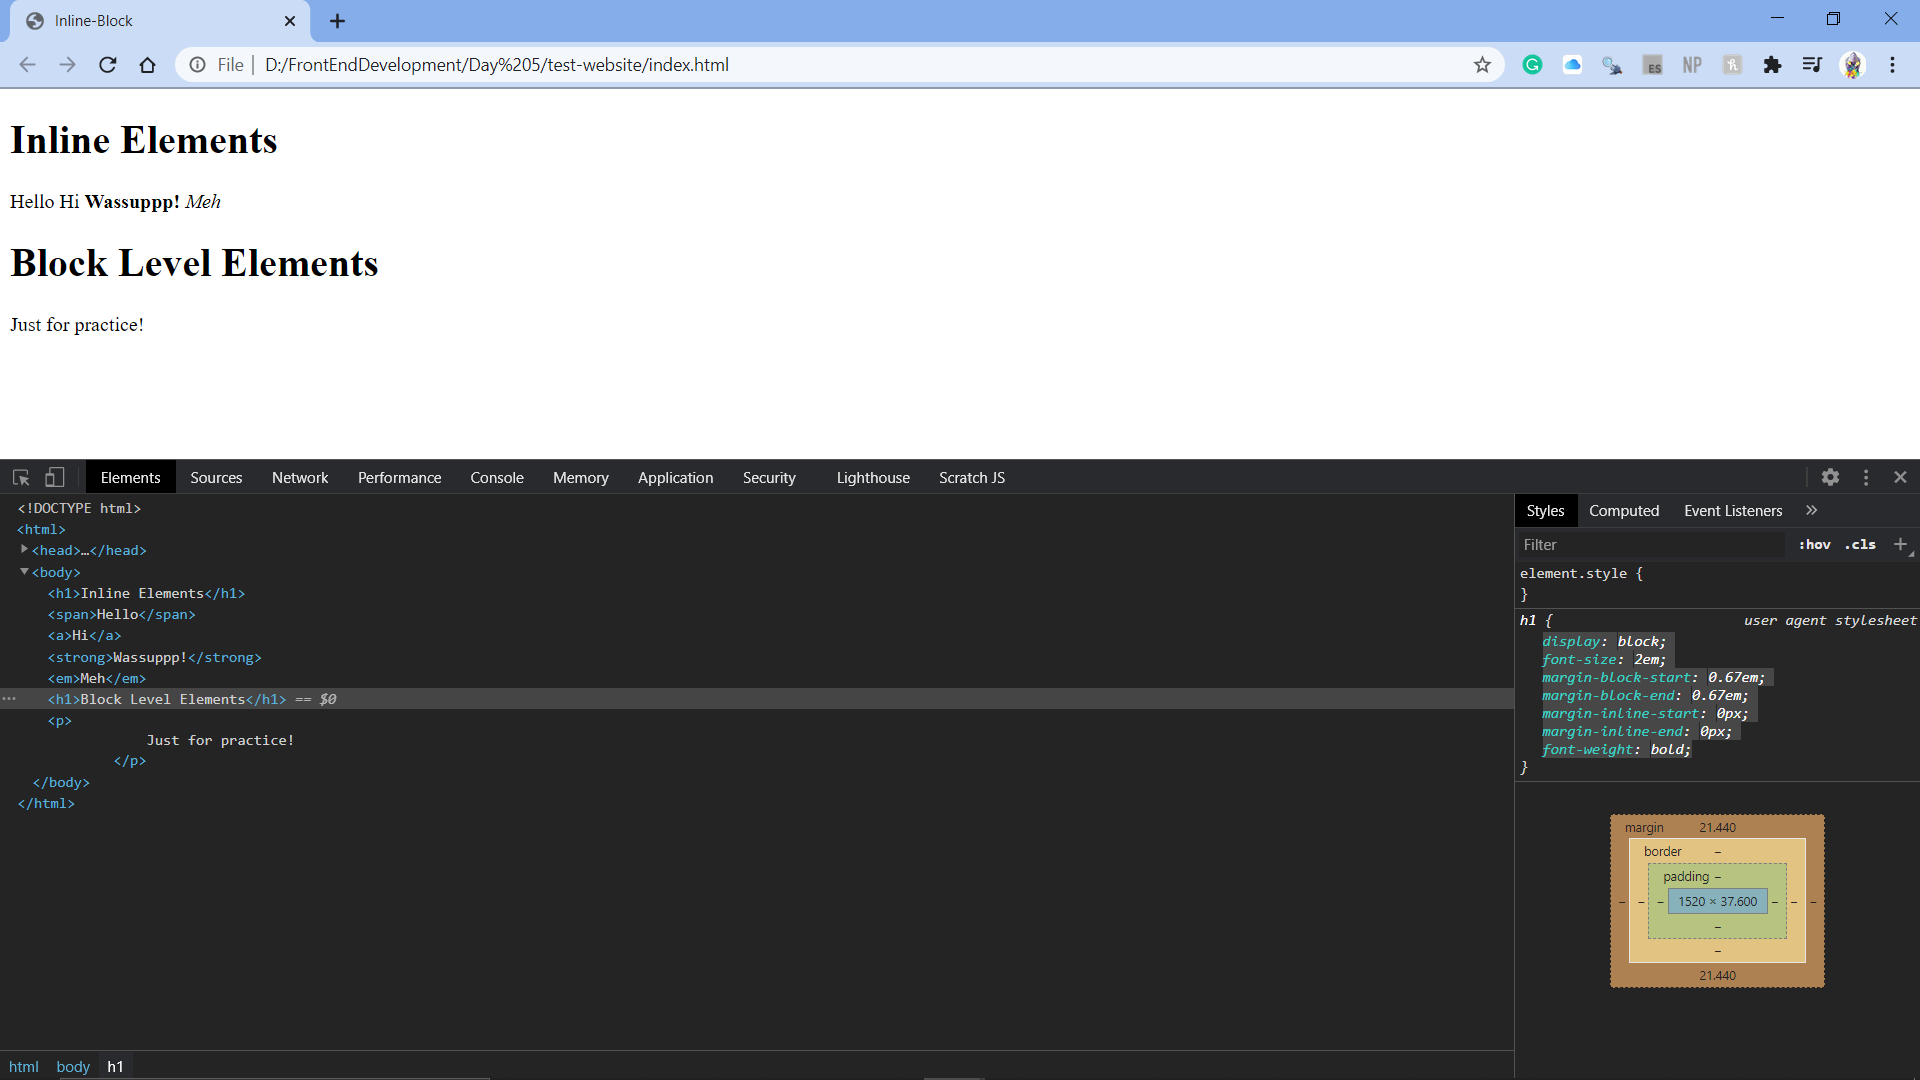 Inline-Block
File | D:/FrontEndDevelopment/Day%205/test-website/index.html
ES NP
Inline Elements
Hello Hi Wassuppp! Meh
Block Level Elements
Just for practice!
Elements Sources Network Performance Console Memory Application Security Lighthouse Scratch JS
<!DOCTYPE html>
<html>
<head>…</head>
<body>
<h1>Inline Elements</h1>
<span>Hello</span>
<a>Hi</a>
<strong>Wassuppp!</strong>
<em>Meh</em>
<h1>Block Level Elements</h1> == $0
<p>
Just for practice!
</p>
</body>
</html>
html body h1
Styles Computed Event Listeners »
Filter :hov .cls +
element.style {
}
h1 { user agent stylesheet
display: block;
font-size: 2em;
margin-block-start: 0.67em;
margin-block-end: 0.67em;
margin-inline-start: 0px;
margin-inline-end: 0px;
font-weight: bold;
}
margin 21.440
border –
padding –
– – – 1520 × 37.600 – – –
–
–
21.440